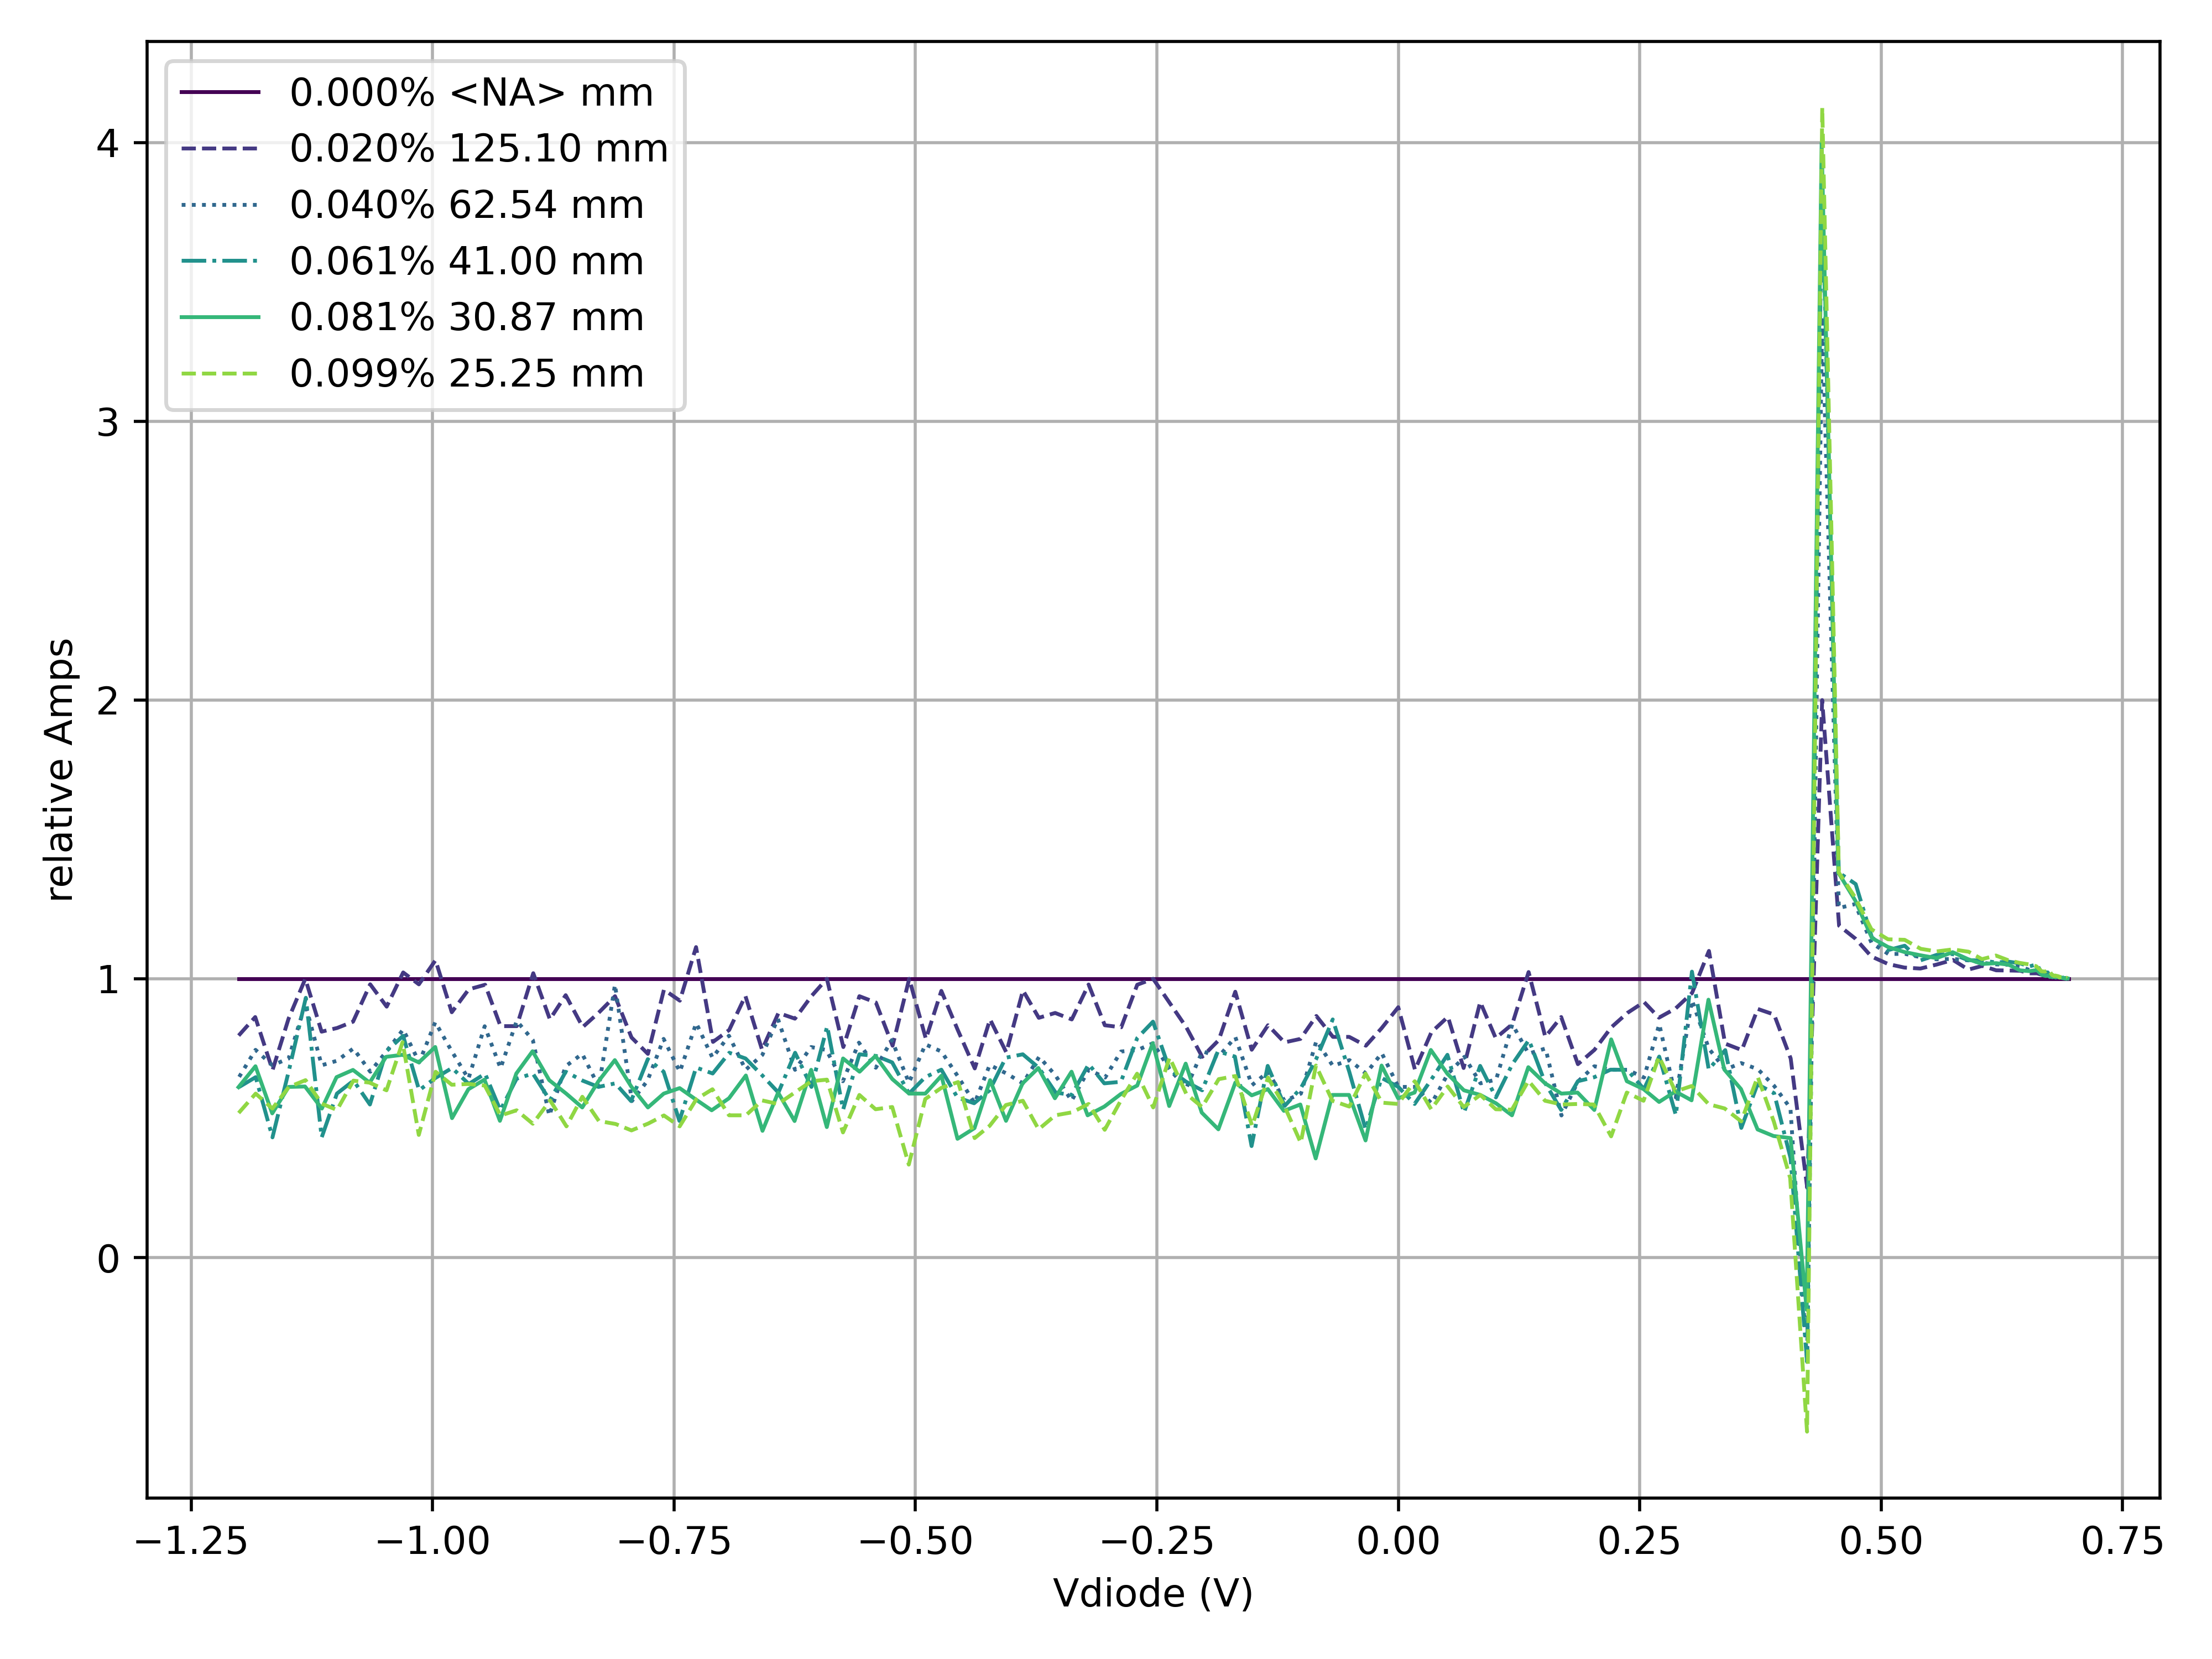 0.000% <NA> mm
0.020% 125.10 mm
0.040% 62.54 mm
0.061% 41.00 mm
0.081% 30.87 mm
0.099% 25.25 mm
relative Amps
4
3
2
1
0
−1.25 −1.00 −0.75 −0.50 −0.25 0.00 0.25 0.50 0.75
Vdiode (V)